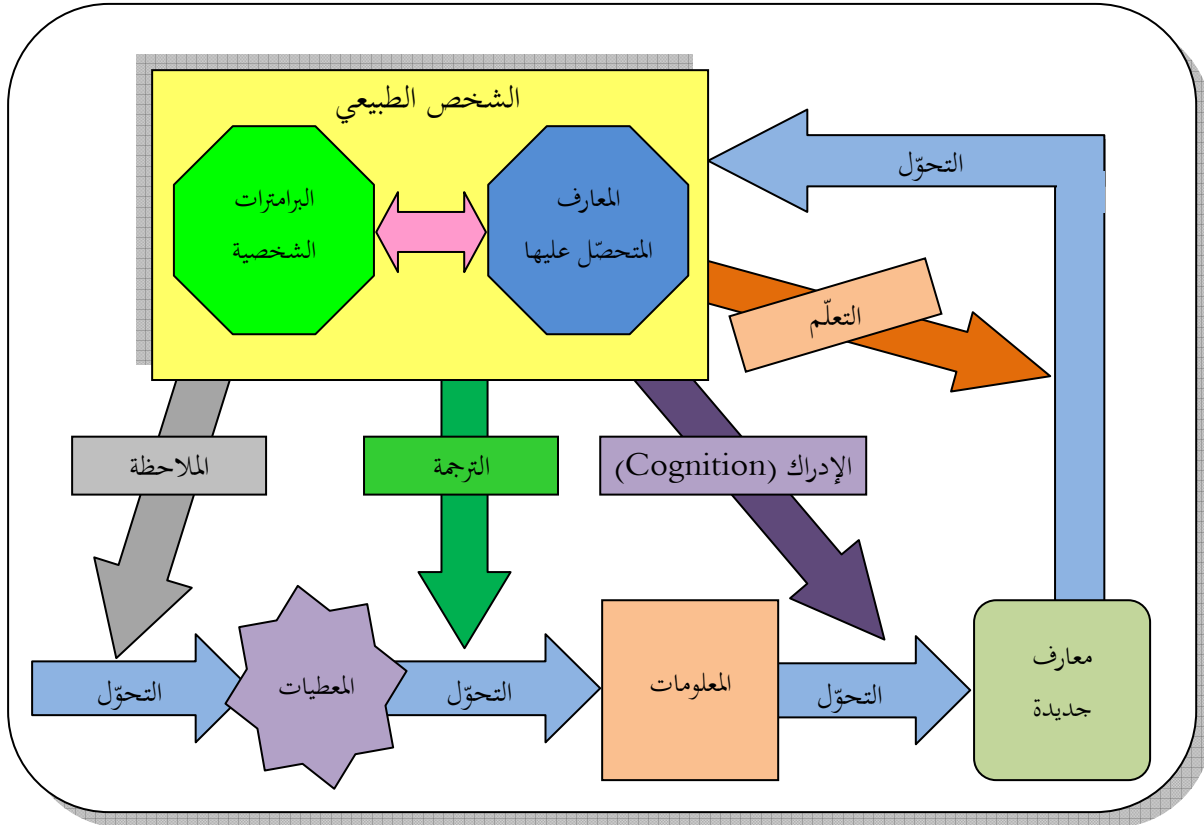 الشخص الطبيعي
المعارف
المتحصّل عليها
البرامترات
الشخصية
التحوّل
التعلّم
الإدراك (Cognition)
الترجمة
الملاحظة
معارف
جديدة
التحوّل
المعلومات
التحوّل
المعطيات
التحوّل